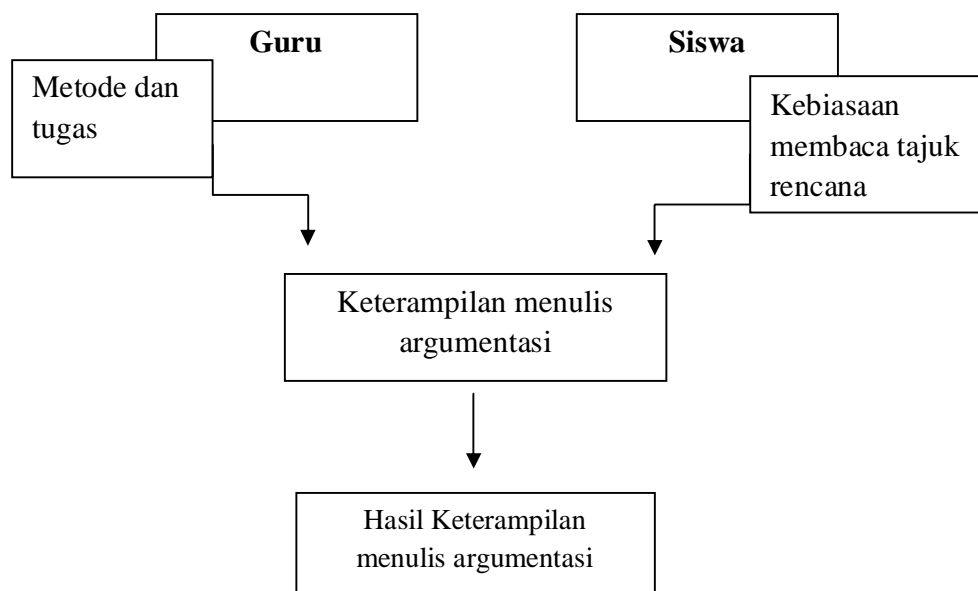 Guru
Siswa
Metode dan
tugas
Kebiasaan
membaca tajuk
rencana
Keterampilan menulis
argumentasi
Hasil Keterampilan
menulis argumentasi